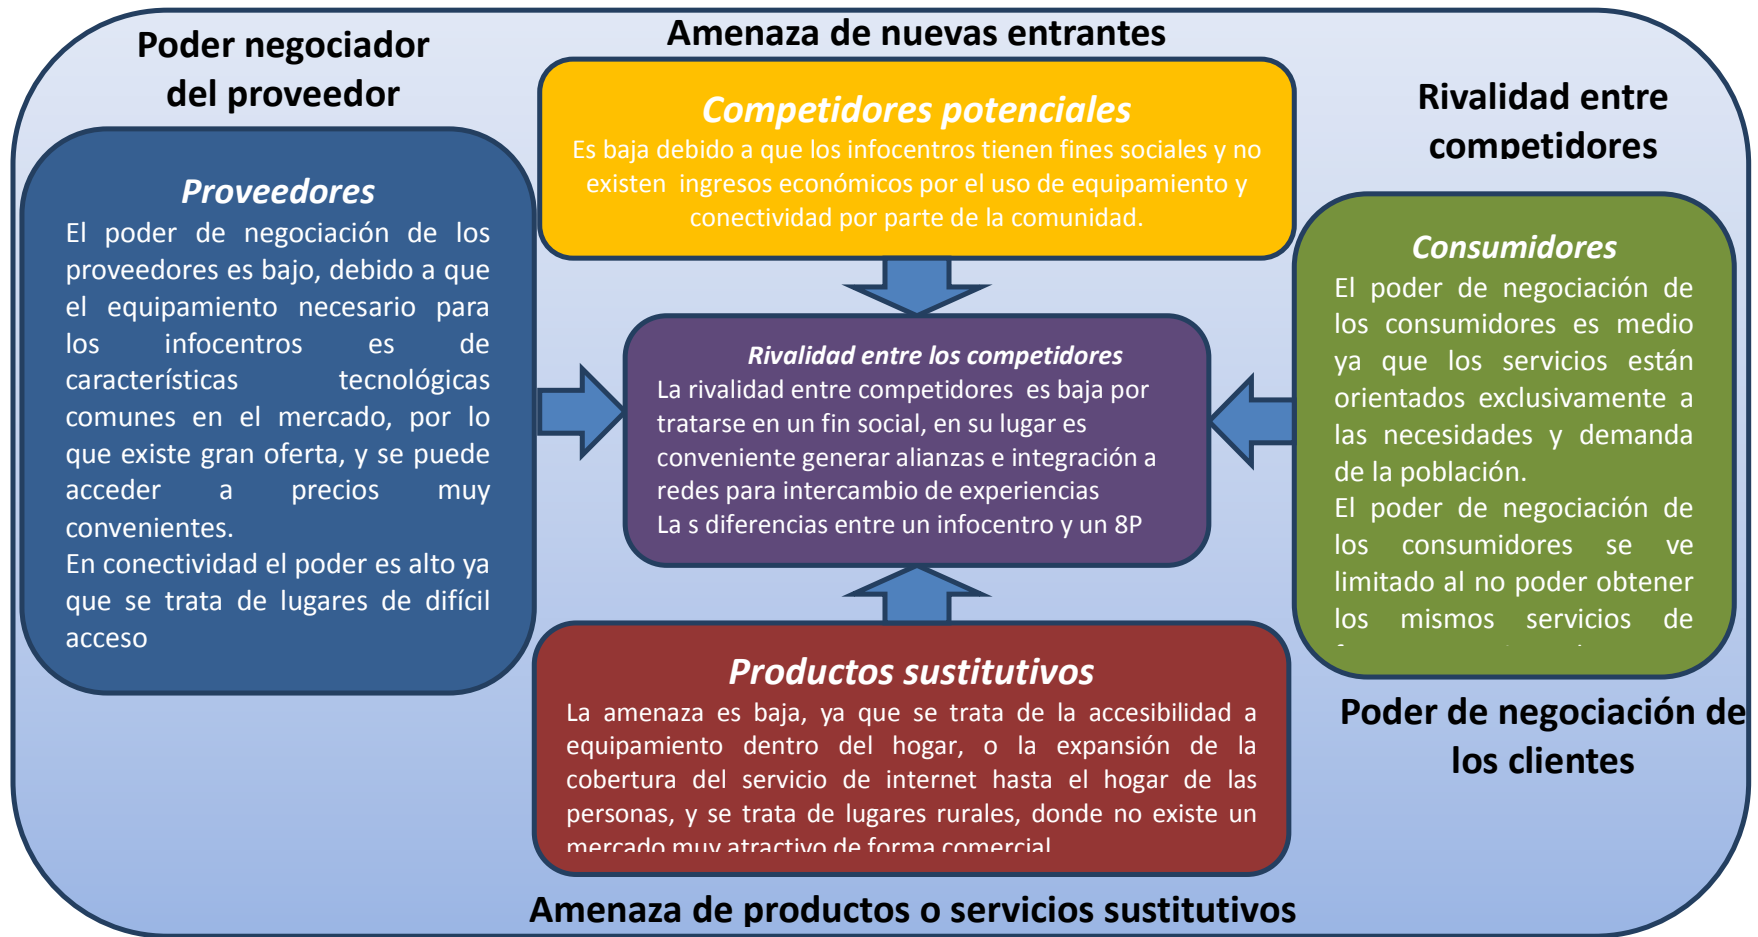 Poder negociador
del proveedor
Amenaza de nuevas entrantes
Rivalidad entre
competidores
Competidores potenciales
Es baja debido a que los infocentros tienen fines sociales y no
existen ingresos económicos por el uso de equipamiento y
conectividad por parte de la comunidad.
Proveedores
El poder de negociación de los
proveedores es bajo, debido a que
el equipamiento necesario para
los infocentros es de
características tecnológicas
comunes en el mercado, por lo
que existe gran oferta, y se puede
acceder a precios muy
convenientes.
En conectividad el poder es alto ya
que se trata de lugares de difícil
acceso
Rivalidad entre los competidores
La rivalidad entre competidores es baja por
tratarse en un fin social, en su lugar es
conveniente generar alianzas e integración a
redes para intercambio de experiencias
La s diferencias entre un infocentro y un 8P
Consumidores
El poder de negociación de
los consumidores es medio
ya que los servicios están
orientados exclusivamente a
las necesidades y demanda
de la población.
El poder de negociación de
los consumidores se ve
limitado al no poder obtener
los mismos servicios de
Productos sustitutivos
La amenaza es baja, ya que se trata de la accesibilidad a
equipamiento dentro del hogar, o la expansión de la
cobertura del servicio de internet hasta el hogar de las
personas, y se trata de lugares rurales, donde no existe un
mercado muy atractivo de forma comercial
Poder de negociación de
los clientes
Amenaza de productos o servicios sustitutivos